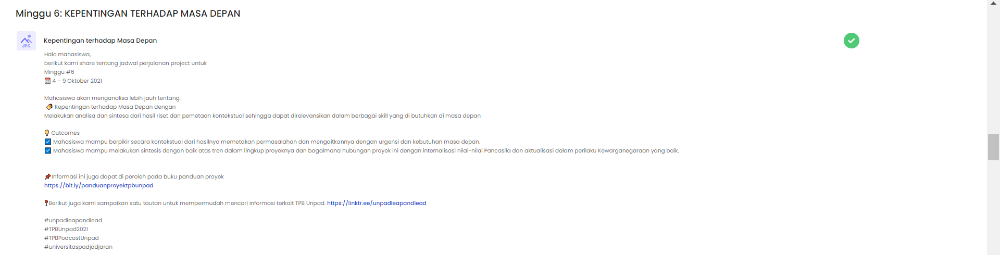 Minggu 6: KEPENTINGAN TERHADAP MASA DEPAN
JPG
Kepentingan terhadap Masa Depan
Halo mahasiswa,
berikut kami share tentang jadwal perjalanan project untuk
Minggu #6
📅 4 – 9 Oktober 2021
Mahasiswa akan menganalisa lebih jauh tentang:
🏷️ Kepentingan terhadap Masa Depan dengan
Melakukan analisa dan sintesa dari hasil riset dan pemetaan kontekstual sehingga dapat direlevansikan dalam berbagai skill yang di butuhkan di masa depan
💡 Outcomes
☑️ Mahasiswa mampu berpikir secara kontekstual dari hasilnya memetakan permasalahan dan mengaitkannya dengan urgensi dan kebutuhan masa depan.
☑️ Mahasiswa mampu melakukan sintesis dengan baik atas tren dalam lingkup proyeknya dan bagaimana hubungan proyek ini dengan internalisasi nilai-nilai Pancasila dan aktualisasi dalam perilaku Kewarganegaraan yang baik.
📌Informasi ini juga dapat di peroleh pada buku panduan proyek
https://bit.ly/panduanproyektpbunpad
📍Berikut juga kami sampaikan satu tautan untuk mempermudah mencari informasi terkait TPB Unpad. https://linktr.ee/unpadleapandlead
#unpadleapandlead
#TPBUnpad2021
#TPBPodcastUnpad
#universitaspadjadjaran